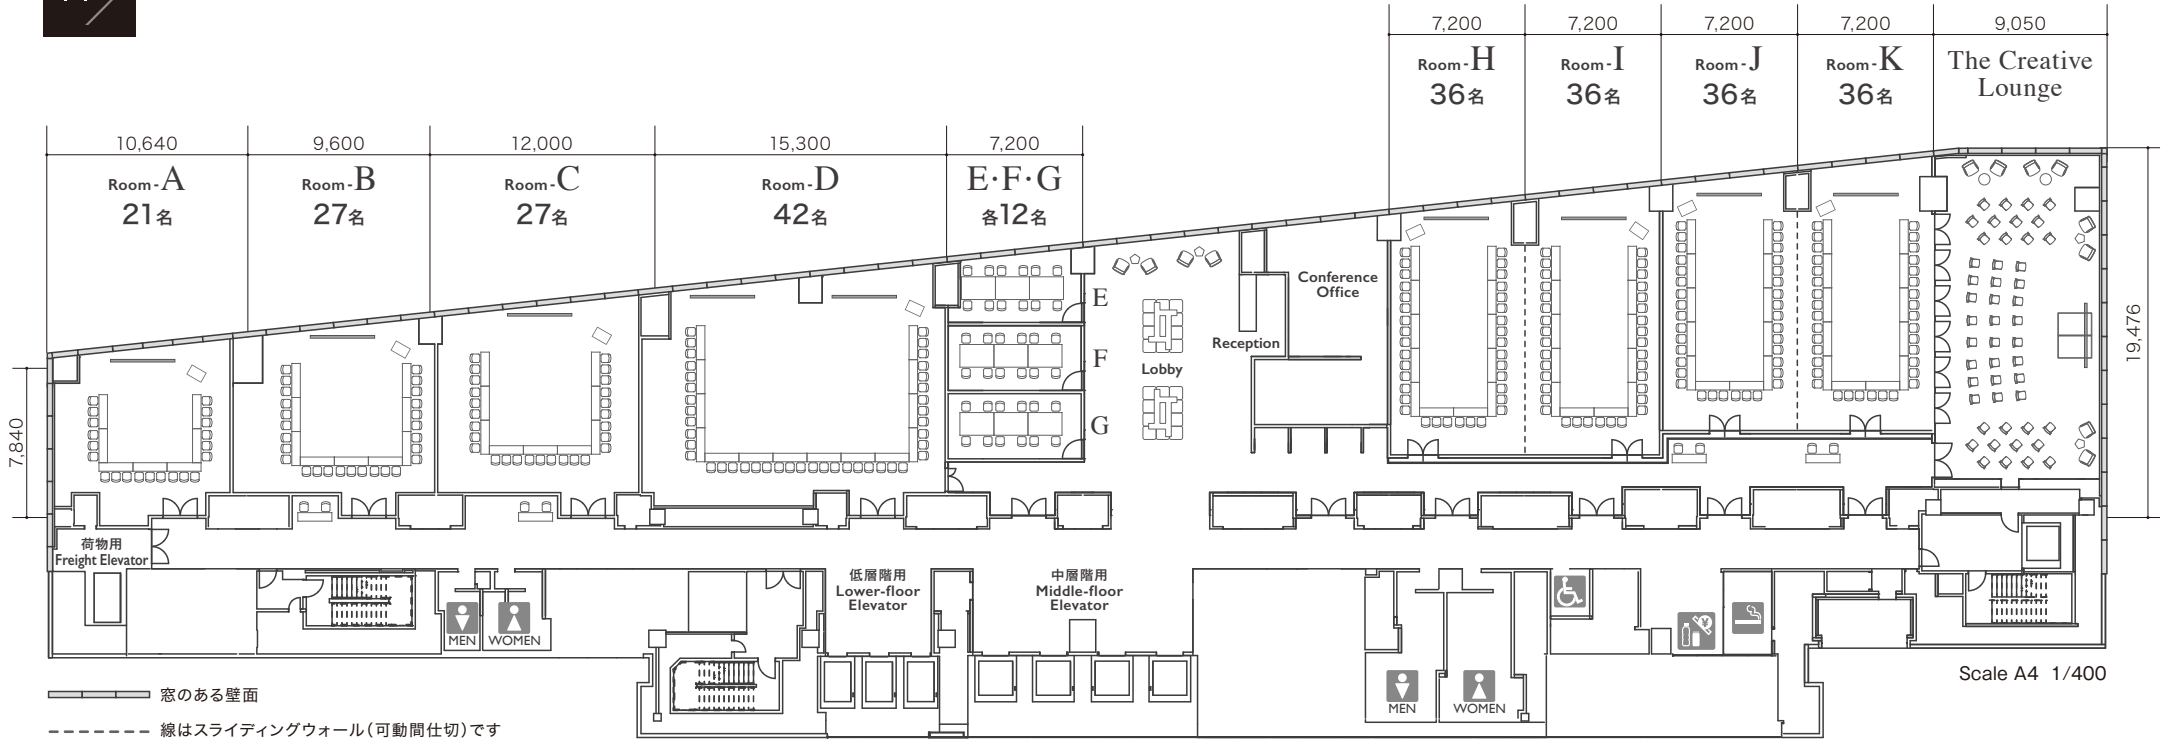 7,200
7,200
7,200
7,200
9,050
Room-H
36名
Room-I
36名
Room-J
36名
Room-K
36名
The Creative
Lounge
10,640
9,600
12,000
15,300
7,200
Room-A
21名
Room-B
27名
Room-C
27名
Room-D
42名
E・F・G
各12名
19,476
7,840
E
F
G
Lobby
Reception
Conference
Office
荷物用
Freight Elevator
MEN
WOMEN
低層階用
Lower-floor
Elevator
中層階用
Middle-floor
Elevator
MEN
WOMEN
¥
Scale A4 1/400
窓のある壁面
線はスライディングウォール（可動間仕切）です